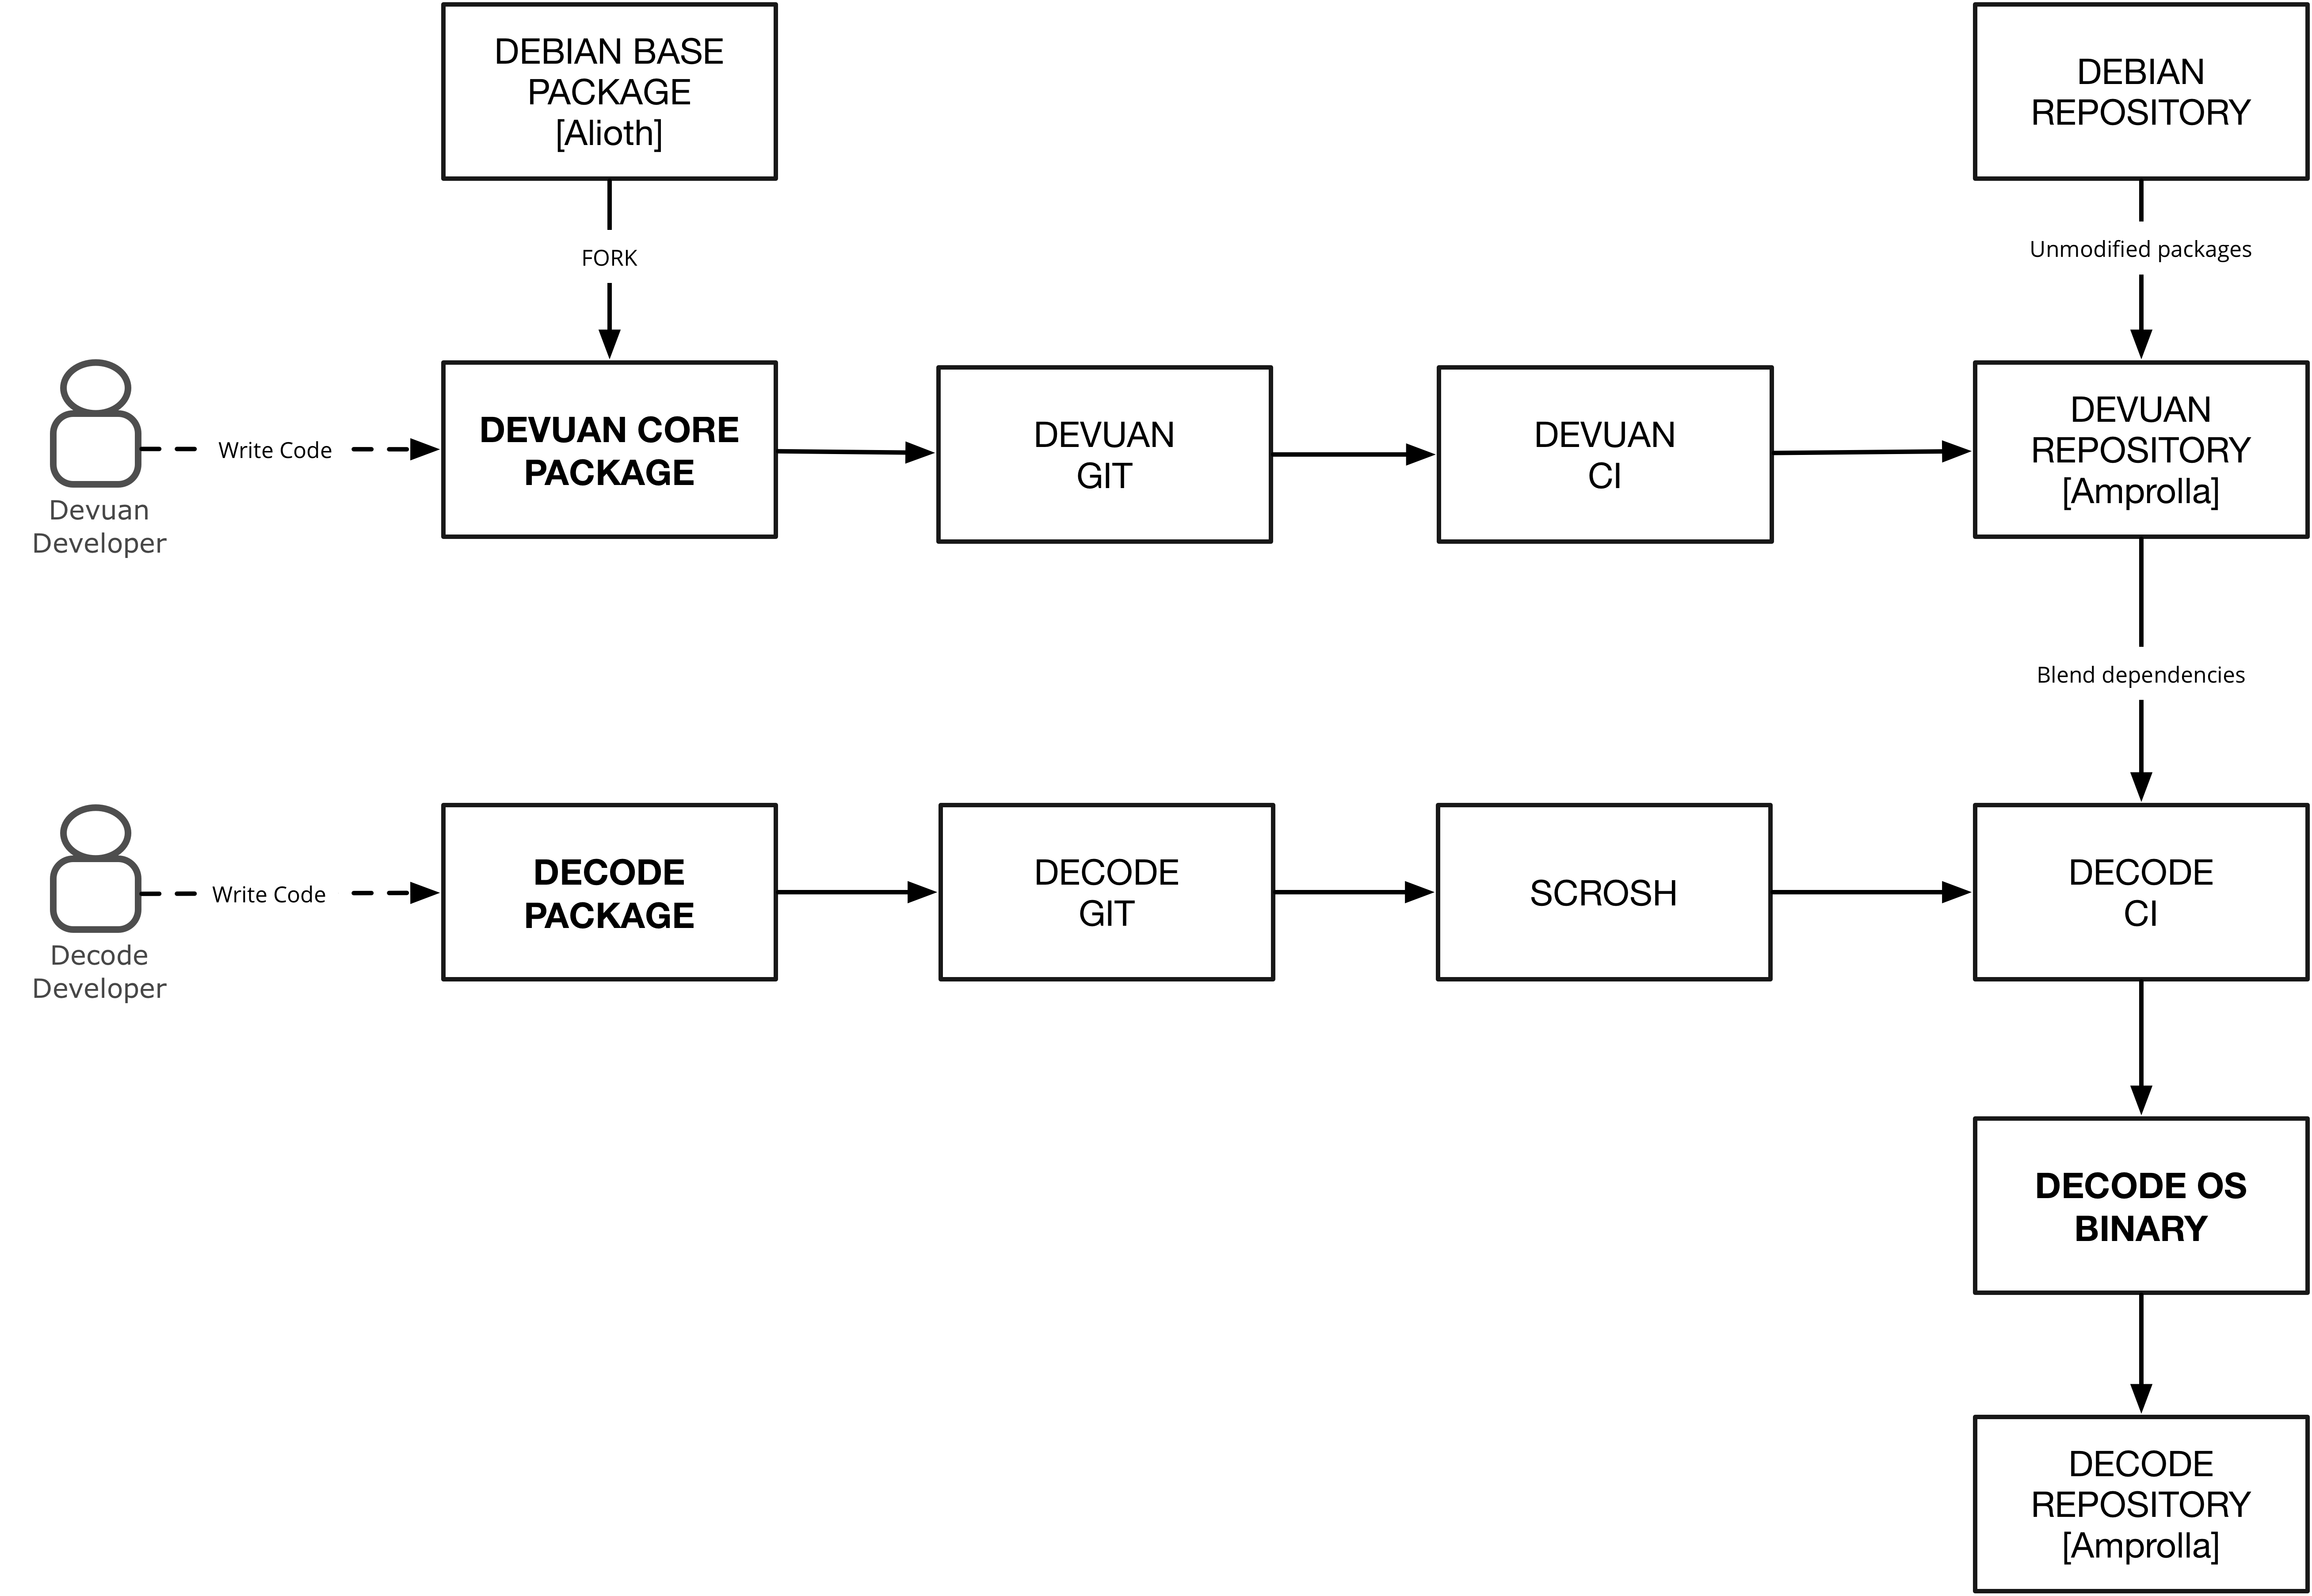 DEBIAN BASE
PACKAGE
[Alioth]
DEBIAN
REPOSITORY
FORK
Unmodified packages
Devuan
Developer
Write Code
DEVUAN CORE
PACKAGE
DEVUAN
GIT
DEVUAN
CI
DEVUAN
REPOSITORY
[Amprolla]
Blend dependencies
Decode
Developer
Write Code
DECODE
PACKAGE
DECODE
GIT
SCROSH
DECODE
CI
DECODE OS
BINARY
DECODE
REPOSITORY
[Amprolla]